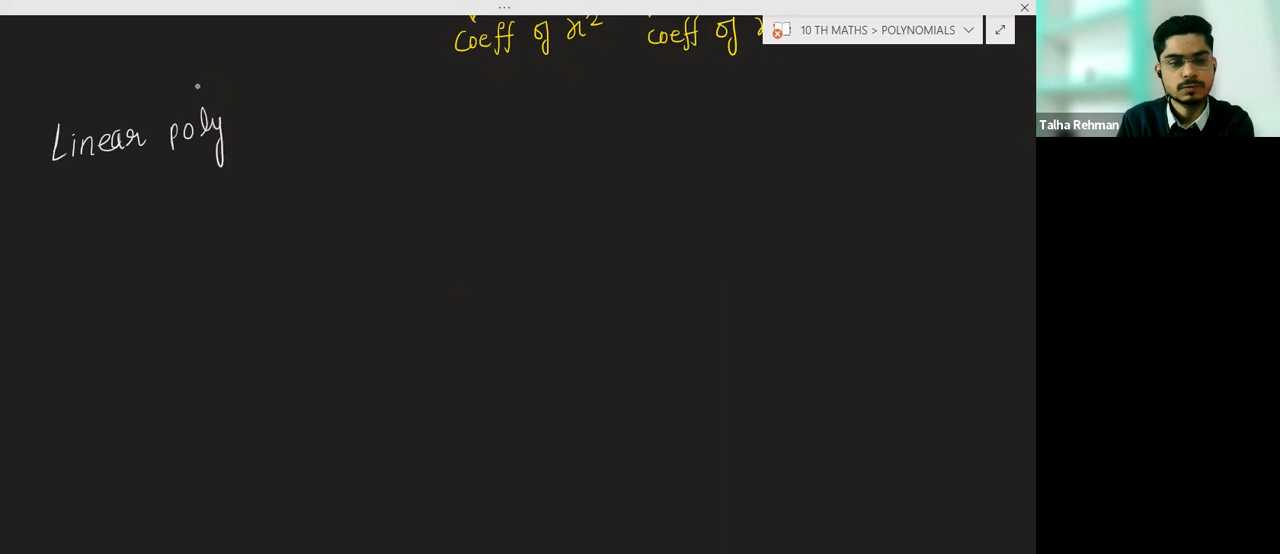 coeff of x² coeff of
10 TH MATHS > POLYNOMIALS
Linear poly
Talha Rehman